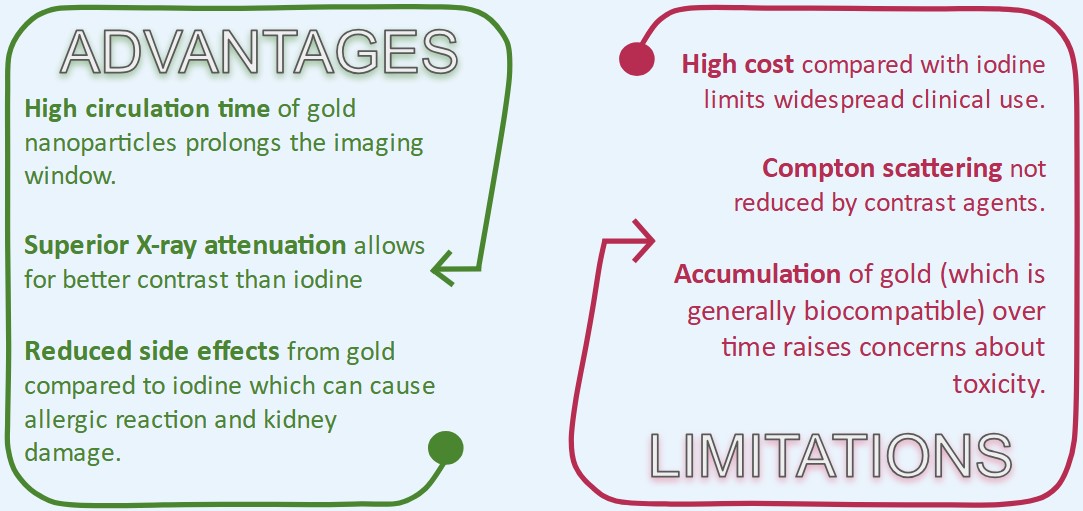 ADVANTAGES
High circulation time of gold
nanoparticles prolongs the imaging
window.
Superior X-ray attenuation allows
for better contrast than iodine
Reduced side effects from gold
compared to iodine which can cause
allergic reaction and kidney
damage.
High cost compared with iodine
limits widespread clinical use.
Compton scattering not
reduced by contrast agents.
Accumulation of gold (which is
generally biocompatible) over
time raises concerns about
toxicity.
LIMITATIONS